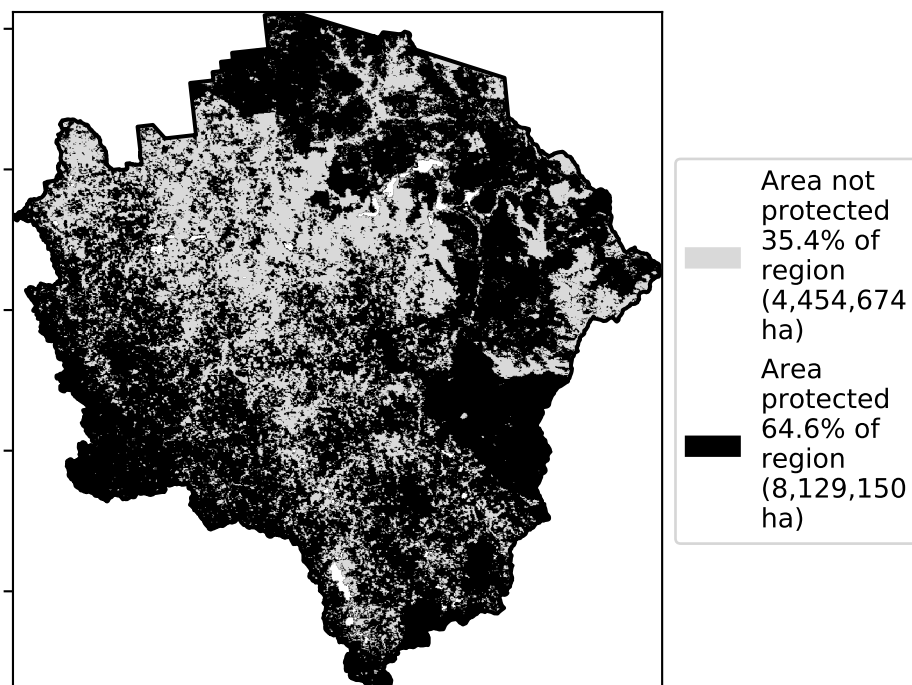 Area not
protected
35.4% of
region
(4,454,674
ha)
Area
protected
64.6% of
region
(8,129,150
ha)